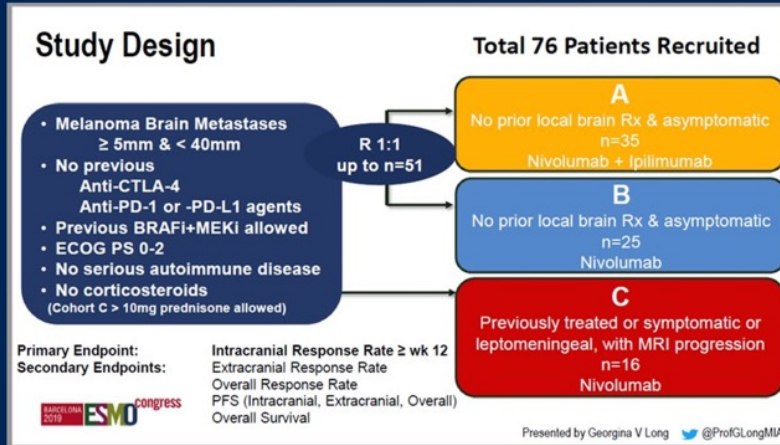 Study Design
Total 76 Patients Recruited
• Melanoma Brain Metastases
≥ 5mm & < 40mm
• No previous
Anti-CTLA-4
Anti-PD-1 or -PD-L1 agents
• Previous BRAFi+MEKi allowed
• ECOG PS 0-2
• No serious autoimmune disease
• No corticosteroids
(Cohort C > 10mg prednisone allowed)
R 1:1
up to n=51
A
No prior local brain Rx & asymptomatic
n=35
Nivolumab + Ipilimumab
B
No prior local brain Rx & asymptomatic
n=25
Nivolumab
C
Previously treated or symptomatic or
leptomeningeal, with MRI progression
n=16
Nivolumab
Primary Endpoint: Intracranial Response Rate ≥ wk 12
Secondary Endpoints: Extracranial Response Rate
Overall Response Rate
PFS (Intracranial, Extracranial, Overall)
Overall Survival
BARCELONA
2019
ESMO congress
Presented by Georgina V Long @ProfGLongMIA